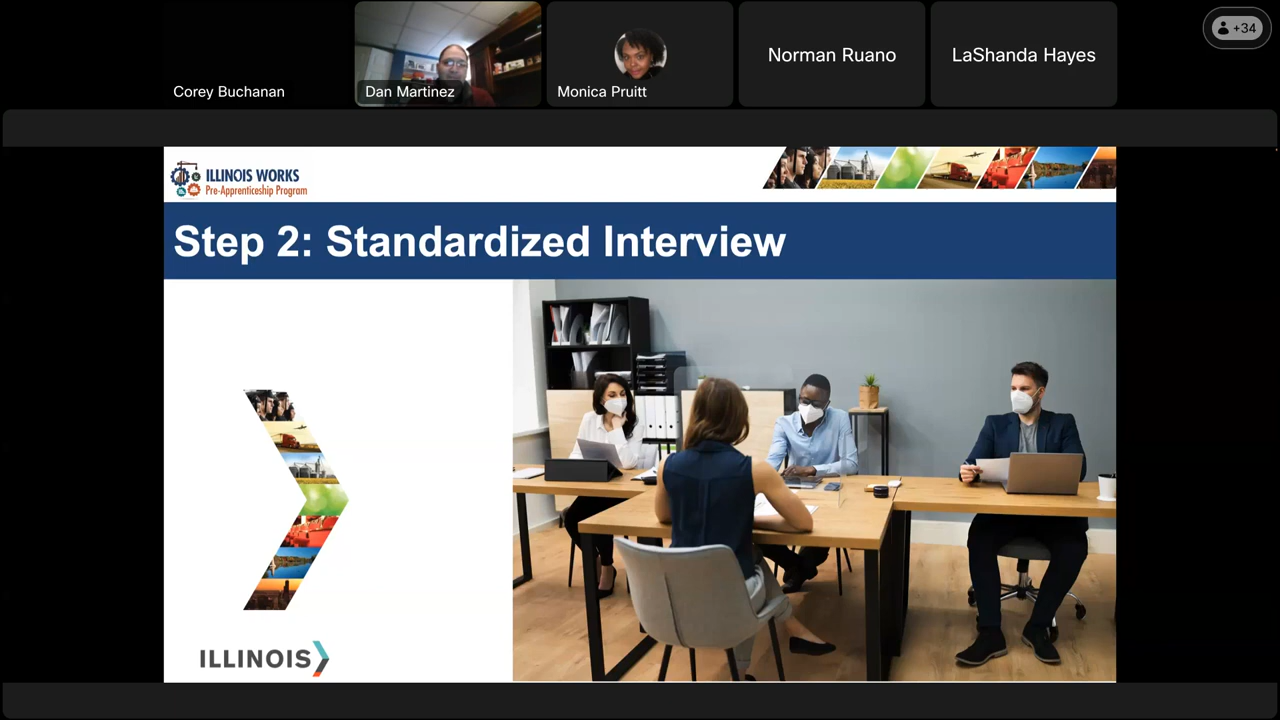 Corey Buchanan
Dan Martinez
Monica Pruitt
Norman Ruano
LaShanda Hayes
+34
ILLINOIS WORKS
Pre-Apprenticeship Program
Step 2: Standardized Interview
ILLINOIS